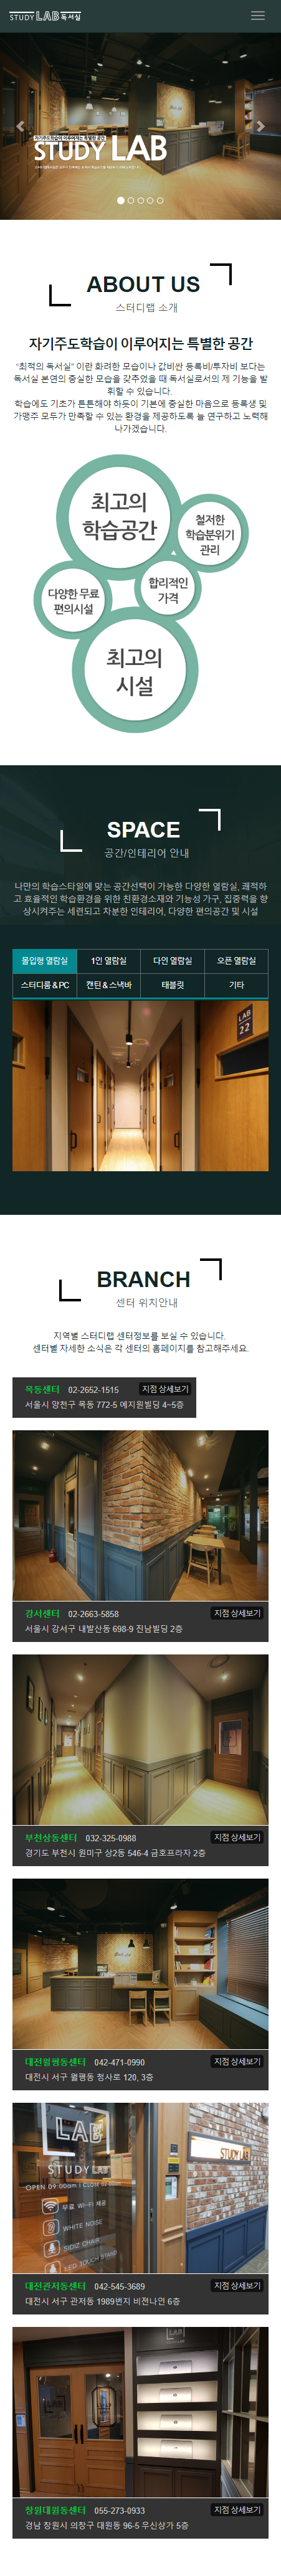 STUDY LAB 독서실
자기주도학습이 이루어지는 특별한 공간
STUDY LAB
ABOUT US
스터디랩 소개
자기주도학습이 이루어지는 특별한 공간
“최적의 독서실” 이란 화려한 모습이나 값비싼 등록비/투자비 보다는
독서실 본연의 충실한 모습을 갖추었을 때 독서실로서의 제 기능을 발
휘할 수 있습니다.
학습에도 기초가 튼튼해야 하듯이 기본에 충실한 마음으로 등록생 및
가맹주 모두가 만족할 수 있는 환경을 제공하도록 늘 연구하고 노력해
나가겠습니다.
최고의
학습공간
철저한
학습분위기
관리
다양한 무료
편의시설
합리적인
가격
최고의
시설
SPACE
공간/인테리어 안내
나만의 학습스타일에 맞는 공간선택이 가능한 다양한 열람실, 쾌적하
고 효율적인 학습환경을 위한 친환경소재와 기능성 가구, 집중력을 향
상시켜주는 세련되고 차분한 인테리어, 다양한 편의공간 및 시설
몰입형 열람실 1인 열람실 다인 열람실 오픈 열람실
스터디룸&PC 캔틴&스낵바 태블릿 기타
LAB
22
BRANCH
센터 위치안내
지역별 스터디랩 센터정보를 보실 수 있습니다.
센터별 자세한 소식은 각 센터의 홈페이지를 참고해주세요.
목동센터 02-2652-1515 지점 상세보기
서울시 양천구 목동 772-5 에지원빌딩 4~5층
강서센터 02-2663-5858 지점 상세보기
서울시 강서구 내발산동 698-9 진남빌딩 2층
부천상동센터 032-325-0988 지점 상세보기
경기도 부천시 원미구 상2동 546-4 금호프라자 2층
대전월평동센터 042-471-0990 지점 상세보기
대전시 서구 월평동 청사로 120, 3층
LAB
STUDY LAB
OPEN 09:00am
무료 Wi-Fi 제공
WHITE NOISE
SIDIZ CHAIR
LED TOUCH STAND
STUDY LAB
대전관저동센터 042-545-3689 지점 상세보기
대전시 서구 관저동 1989번지 비전나인 6층
LAB
창원대원동센터 055-273-0933 지점 상세보기
경남 창원시 의창구 대원동 96-5 우신상가 5층